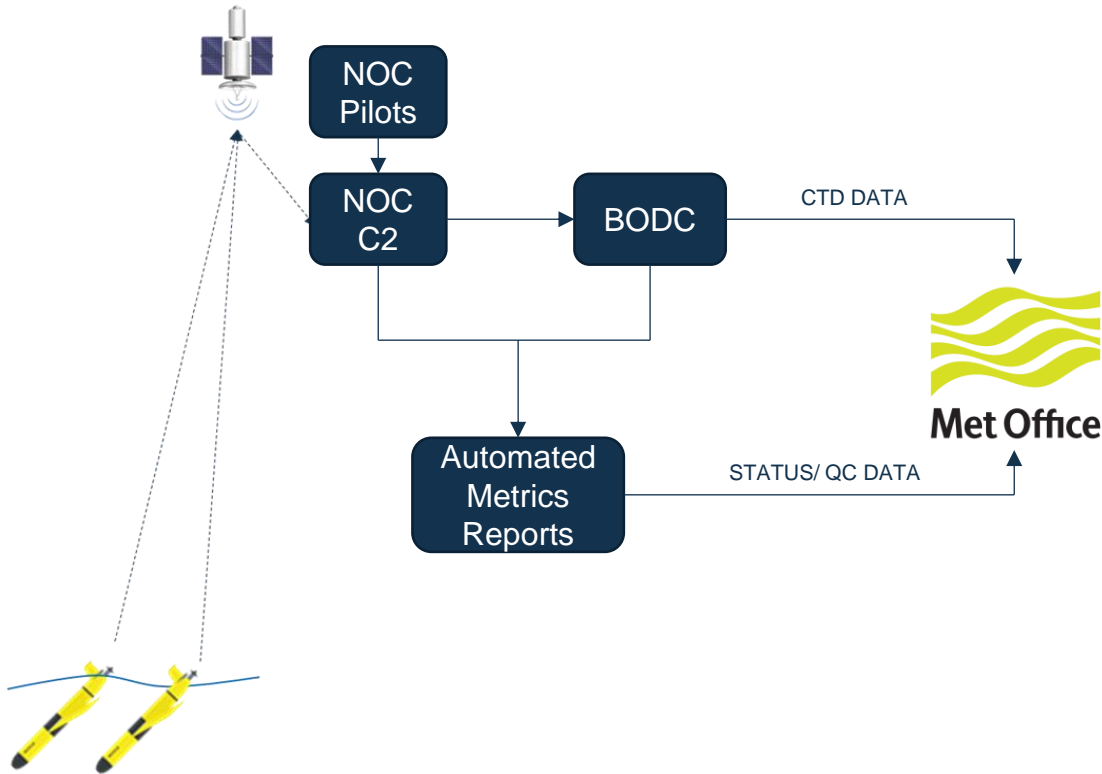 NOC
Pilots
NOC
C2
BODC
CTD DATA
Met Office
Automated
Metrics
Reports
STATUS/ QC DATA